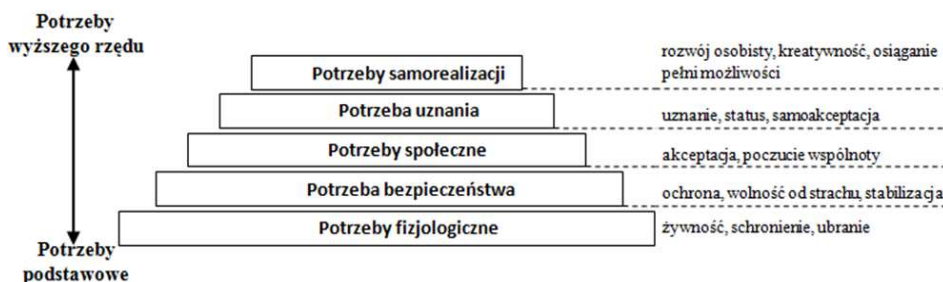 Potrzeby
wyższego rzędu
Potrzeby samorealizacji
rozwój osobisty, kreatywność, osiąganie
pełni możliwości
Potrzeba uznania
uznanie, status, samoakceptacja
Potrzeby społeczne
akceptacja, poczucie wspólnoty
Potrzeba bezpieczeństwa
ochrona, wolność od strachu, stabilizacja
Potrzeby fizjologiczne
żywność, schronienie, ubranie
Potrzeby
podstawowe